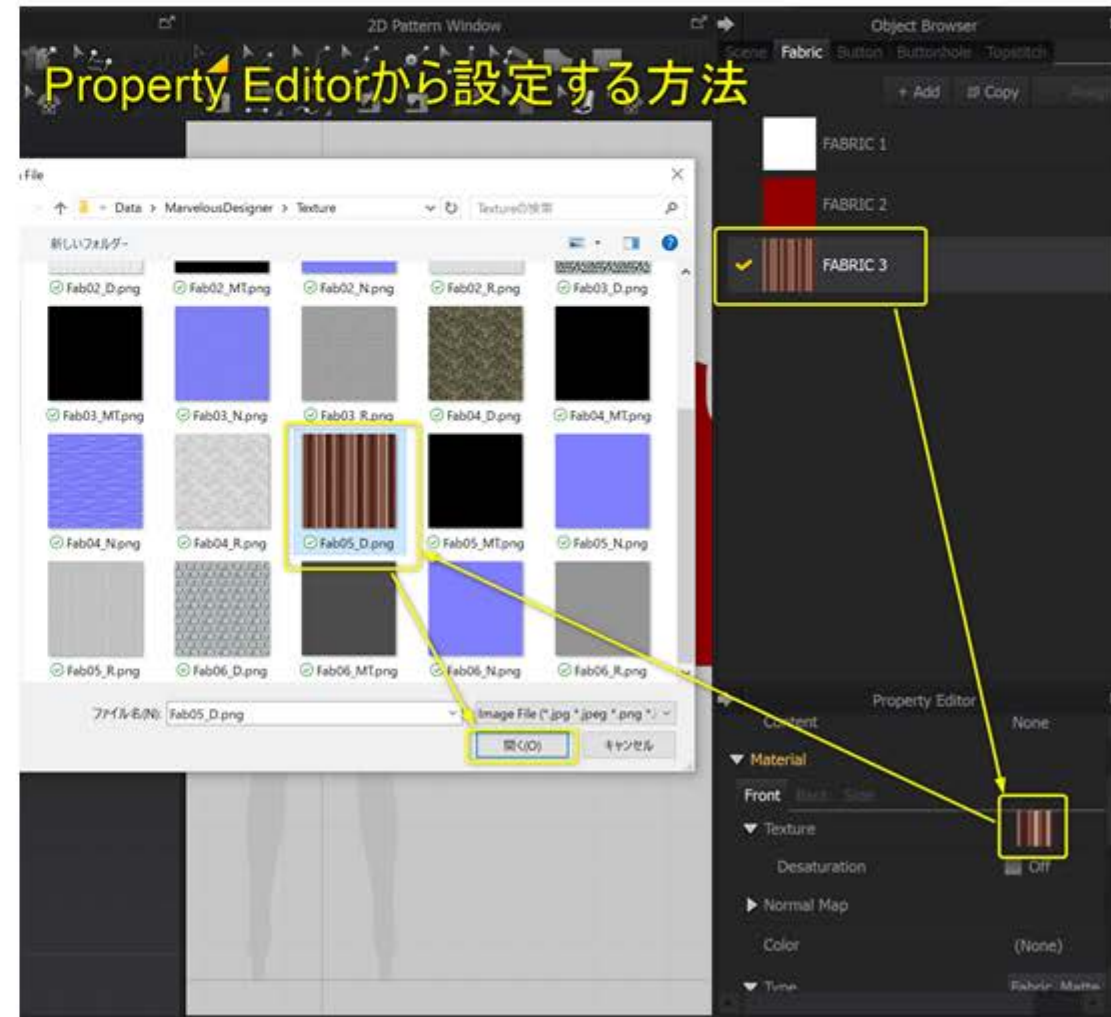 2D Pattern Window
Object Browser
Scene Fabric Button Buttonhole Topstitch
Property Editorから設定する方法
+ Add Copy
FABRIC 1
FABRIC 2
FABRIC 3
File
Data > MarvelousDesigner > Texture
Textureの検索
新しいフォルダー
Fab02_D.png Fab02_MT.png Fab02_N.png Fab02_R.png Fab03_D.png
Fab03_MT.png Fab03_N.png Fab03_R.png Fab04_D.png Fab04_MT.png
Fab04_N.png Fab04_R.png Fab05_D.png Fab05_MT.png Fab05_N.png
Fab05_R.png Fab06_D.png Fab06_MT.png Fab06_N.png Fab06_R.png
ファイル名(N): Fab05_D.png Image File (*.jpg *.jpeg *.png *.
開く(O) キャンセル
Property Editor
Content None
Material
Front Back Side
Texture
Desaturation Off
Normal Map
Color (None)
Type Fabric_Matte